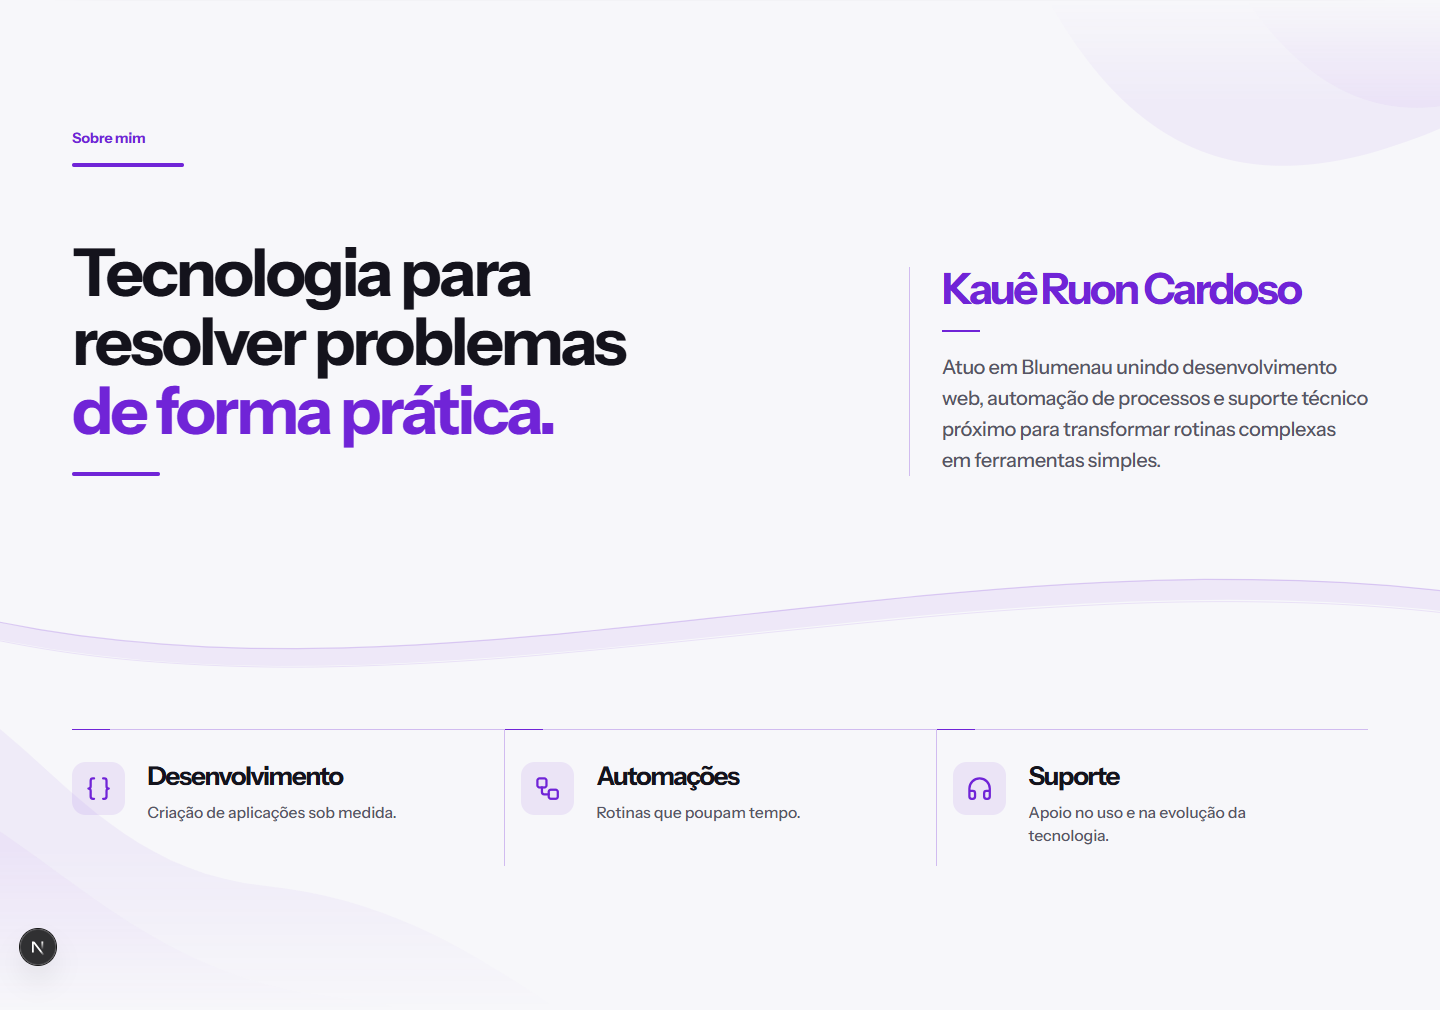 Sobre mim
Tecnologia para
resolver problemas
de forma prática.
Kauê Ruon Cardoso
Atuo em Blumenau unindo desenvolvimento
web, automação de processos e suporte técnico
próximo para transformar rotinas complexas
em ferramentas simples.
Desenvolvimento
Criação de aplicações sob medida.
Automações
Rotinas que poupam tempo.
Suporte
Apoio no uso e na evolução da
tecnologia.
N